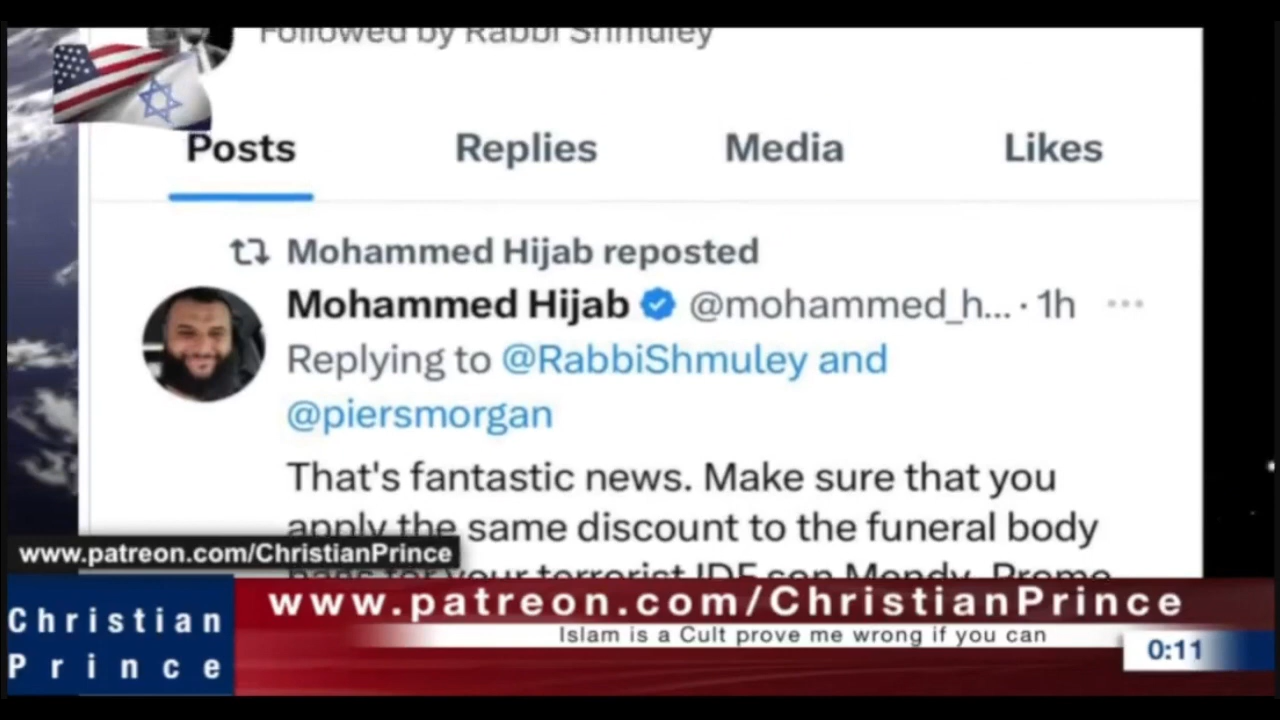 Followed by Rabbi Shmuley
Posts Replies Media Likes
Mohammed Hijab reposted
Mohammed Hijab @mohammed_h... · 1h
Replying to @RabbiShmuley and
@piersmorgan
That's fantastic news. Make sure that you
apply the same discount to the funeral body
bags for your terrorist IDF son Mendy. Promo
www.patreon.com/ChristianPrince
www.patreon.com/ChristianPrince
Christian
Prince
Islam is a Cult prove me wrong if you can
0:11